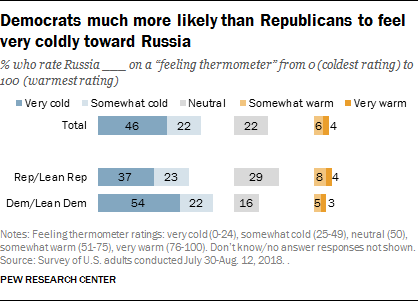 Democrats much more likely than Republicans to feel
very coldly toward Russia
% who rate Russia ___ on a “feeling thermometer” from 0 (coldest rating) to
100 (warmest rating)
Very cold Somewhat cold Neutral Somewhat warm Very warm
Total 46 22 22 6 4
Rep/Lean Rep 37 23 29 8 4
Dem/Lean Dem 54 22 16 5 3
Notes: Feeling thermometer ratings: very cold (0-24), somewhat cold (25-49), neutral (50),
somewhat warm (51-75), very warm (76-100). Don’t know/no answer responses not shown.
Source: Survey of U.S. adults conducted July 30-Aug. 12, 2018. .
PEW RESEARCH CENTER